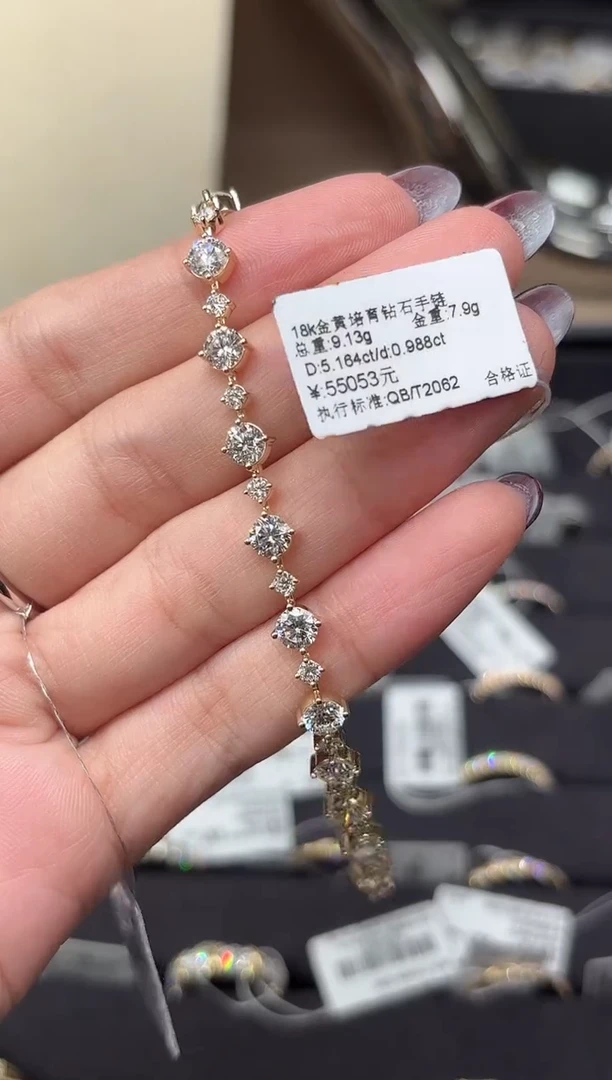 18k金黄培育钻石手链
总重:9.13g 金重:7.9g
D:5.164ct/d:0.988ct
¥:55053元
执行标准:QB/T2062 合格证